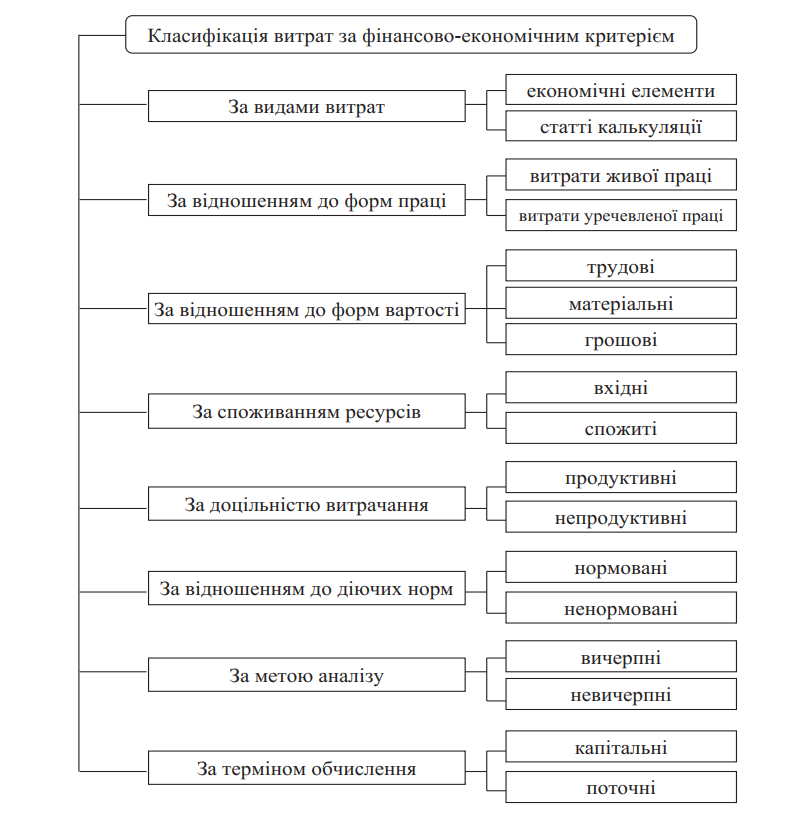 Класифікація витрат за фінансово-економічним критерієм
За видами витрат
економічні елементи
статті калькуляції
За відношенням до форм праці
витрати живої праці
витрати уречевленої праці
За відношенням до форм вартості
трудові
матеріальні
грошові
За споживанням ресурсів
вхідні
спожиті
За доцільністю витрачання
продуктивні
непродуктивні
За відношенням до діючих норм
нормовані
ненормовані
За метою аналізу
вичерпні
невичерпні
За терміном обчислення
капітальні
поточні